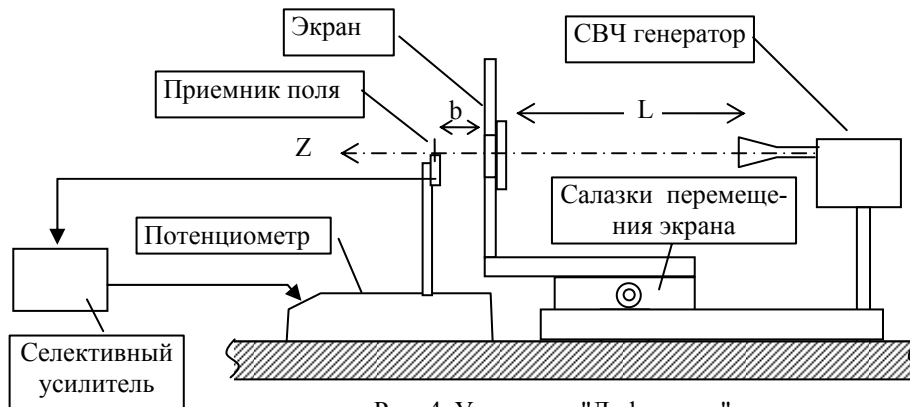 Экран
СВЧ генератор
Приемник поля
b
L
Z
Салазки перемеще-
ния экрана
Потенциометр
Селективный
усилитель